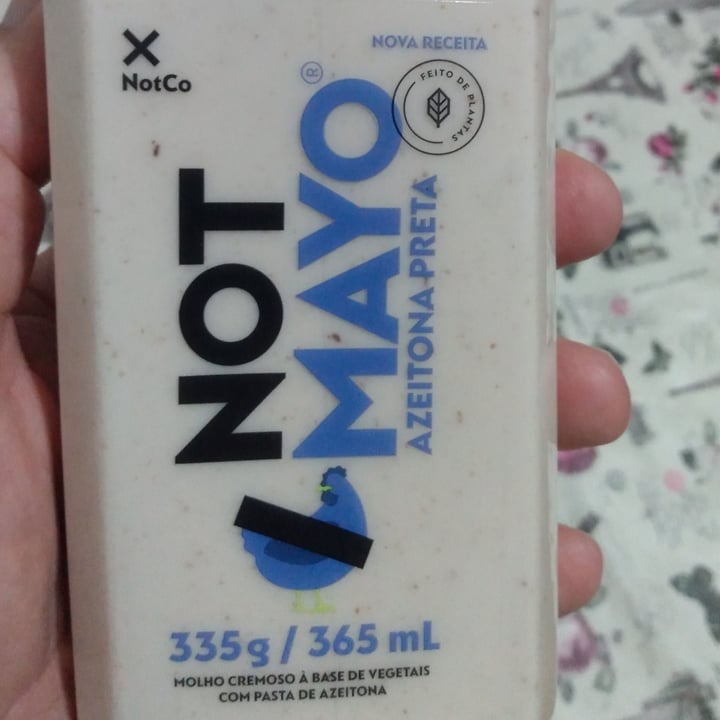 NotCo
NOVA RECEITA
FEITO DE PLANTAS
NOT
MAYO®
AZEITONA PRETA
335g / 365 mL
MOLHO CREMOSO À BASE DE VEGETAIS
COM PASTA DE AZEITONA